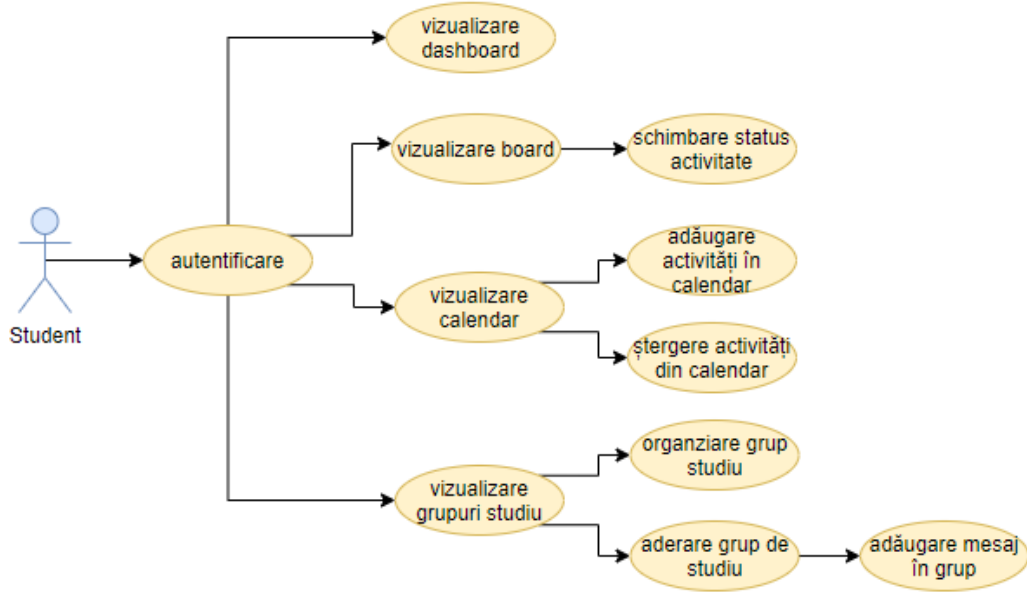 vizualizare
dashboard
vizualizare board
schimbare status
activitate
autentificare
Student
adăugare
activități în
calendar
vizualizare
calendar
ștergere activități
din calendar
organziare grup
studiu
vizualizare
grupuri studiu
aderare grup de
studiu
adăugare mesaj
în grup